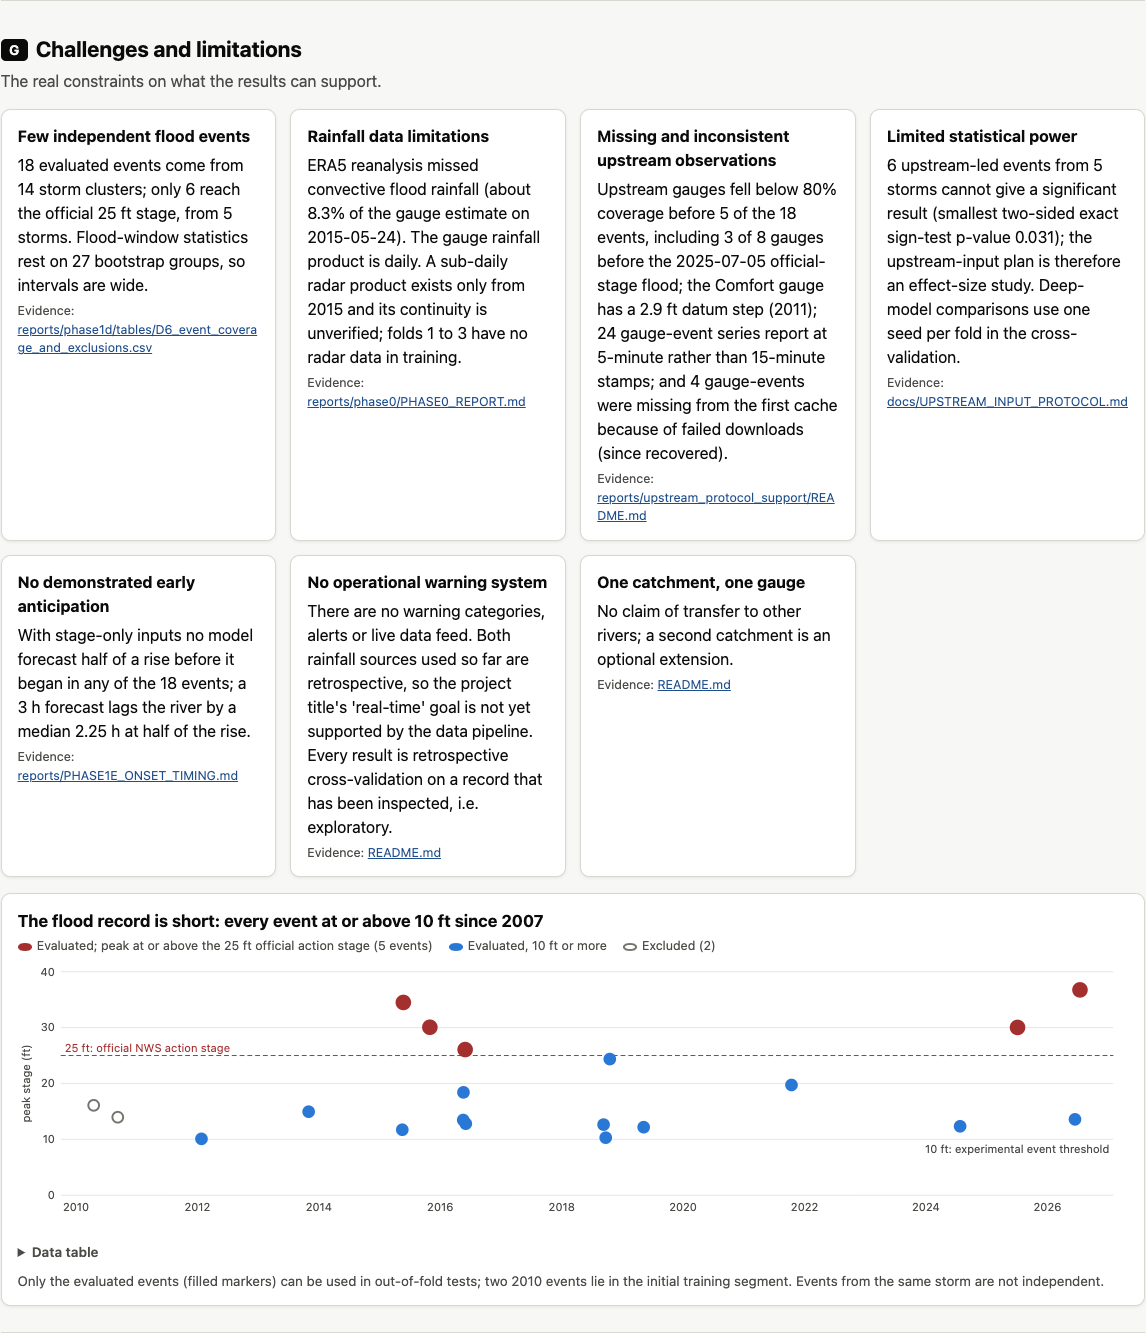 G Challenges and limitations
The real constraints on what the results can support.
Few independent flood events
18 evaluated events come from
14 storm clusters; only 6 reach
the official 25 ft stage, from 5
storms. Flood-window statistics
rest on 27 bootstrap groups, so
intervals are wide.
Evidence:
reports/phase1d/tables/D6_event_covera
ge_and_exclusions.csv
Rainfall data limitations
ERA5 reanalysis missed
convective flood rainfall (about
8.3% of the gauge estimate on
2015-05-24). The gauge rainfall
product is daily. A sub-daily
radar product exists only from
2015 and its continuity is
unverified; folds 1 to 3 have no
radar data in training.
Evidence:
reports/phase0/PHASE0_REPORT.md
Missing and inconsistent
upstream observations
Upstream gauges fell below 80%
coverage before 5 of the 18
events, including 3 of 8 gauges
before the 2025-07-05 official-
stage flood; the Comfort gauge
has a 2.9 ft datum step (2011);
24 gauge-event series report at
5-minute rather than 15-minute
stamps; and 4 gauge-events
were missing from the first cache
because of failed downloads
(since recovered).
Evidence:
reports/upstream_protocol_support/REA
DME.md
Limited statistical power
6 upstream-led events from 5
storms cannot give a significant
result (smallest two-sided exact
sign-test p-value 0.031); the
upstream-input plan is therefore
an effect-size study. Deep-
model comparisons use one
seed per fold in the cross-
validation.
Evidence:
docs/UPSTREAM_INPUT_PROTOCOL.md
No demonstrated early
anticipation
With stage-only inputs no model
forecast half of a rise before it
began in any of the 18 events; a
3 h forecast lags the river by a
median 2.25 h at half of the rise.
Evidence:
reports/PHASE1E_ONSET_TIMING.md
No operational warning system
There are no warning categories,
alerts or live data feed. Both
rainfall sources used so far are
retrospective, so the project
title's 'real-time' goal is not yet
supported by the data pipeline.
Every result is retrospective
cross-validation on a record that
has been inspected, i.e.
exploratory.
Evidence: README.md
One catchment, one gauge
No claim of transfer to other
rivers; a second catchment is an
optional extension.
Evidence: README.md
The flood record is short: every event at or above 10 ft since 2007
Evaluated; peak at or above the 25 ft official action stage (5 events) Evaluated, 10 ft or more Excluded (2)
peak stage (ft)
40
30
25 ft: official NWS action stage
20
10
10 ft: experimental event threshold
0
2010 2012 2014 2016 2018 2020 2022 2024 2026
Data table
Only the evaluated events (filled markers) can be used in out-of-fold tests; two 2010 events lie in the initial training segment. Events from the same storm are not independent.